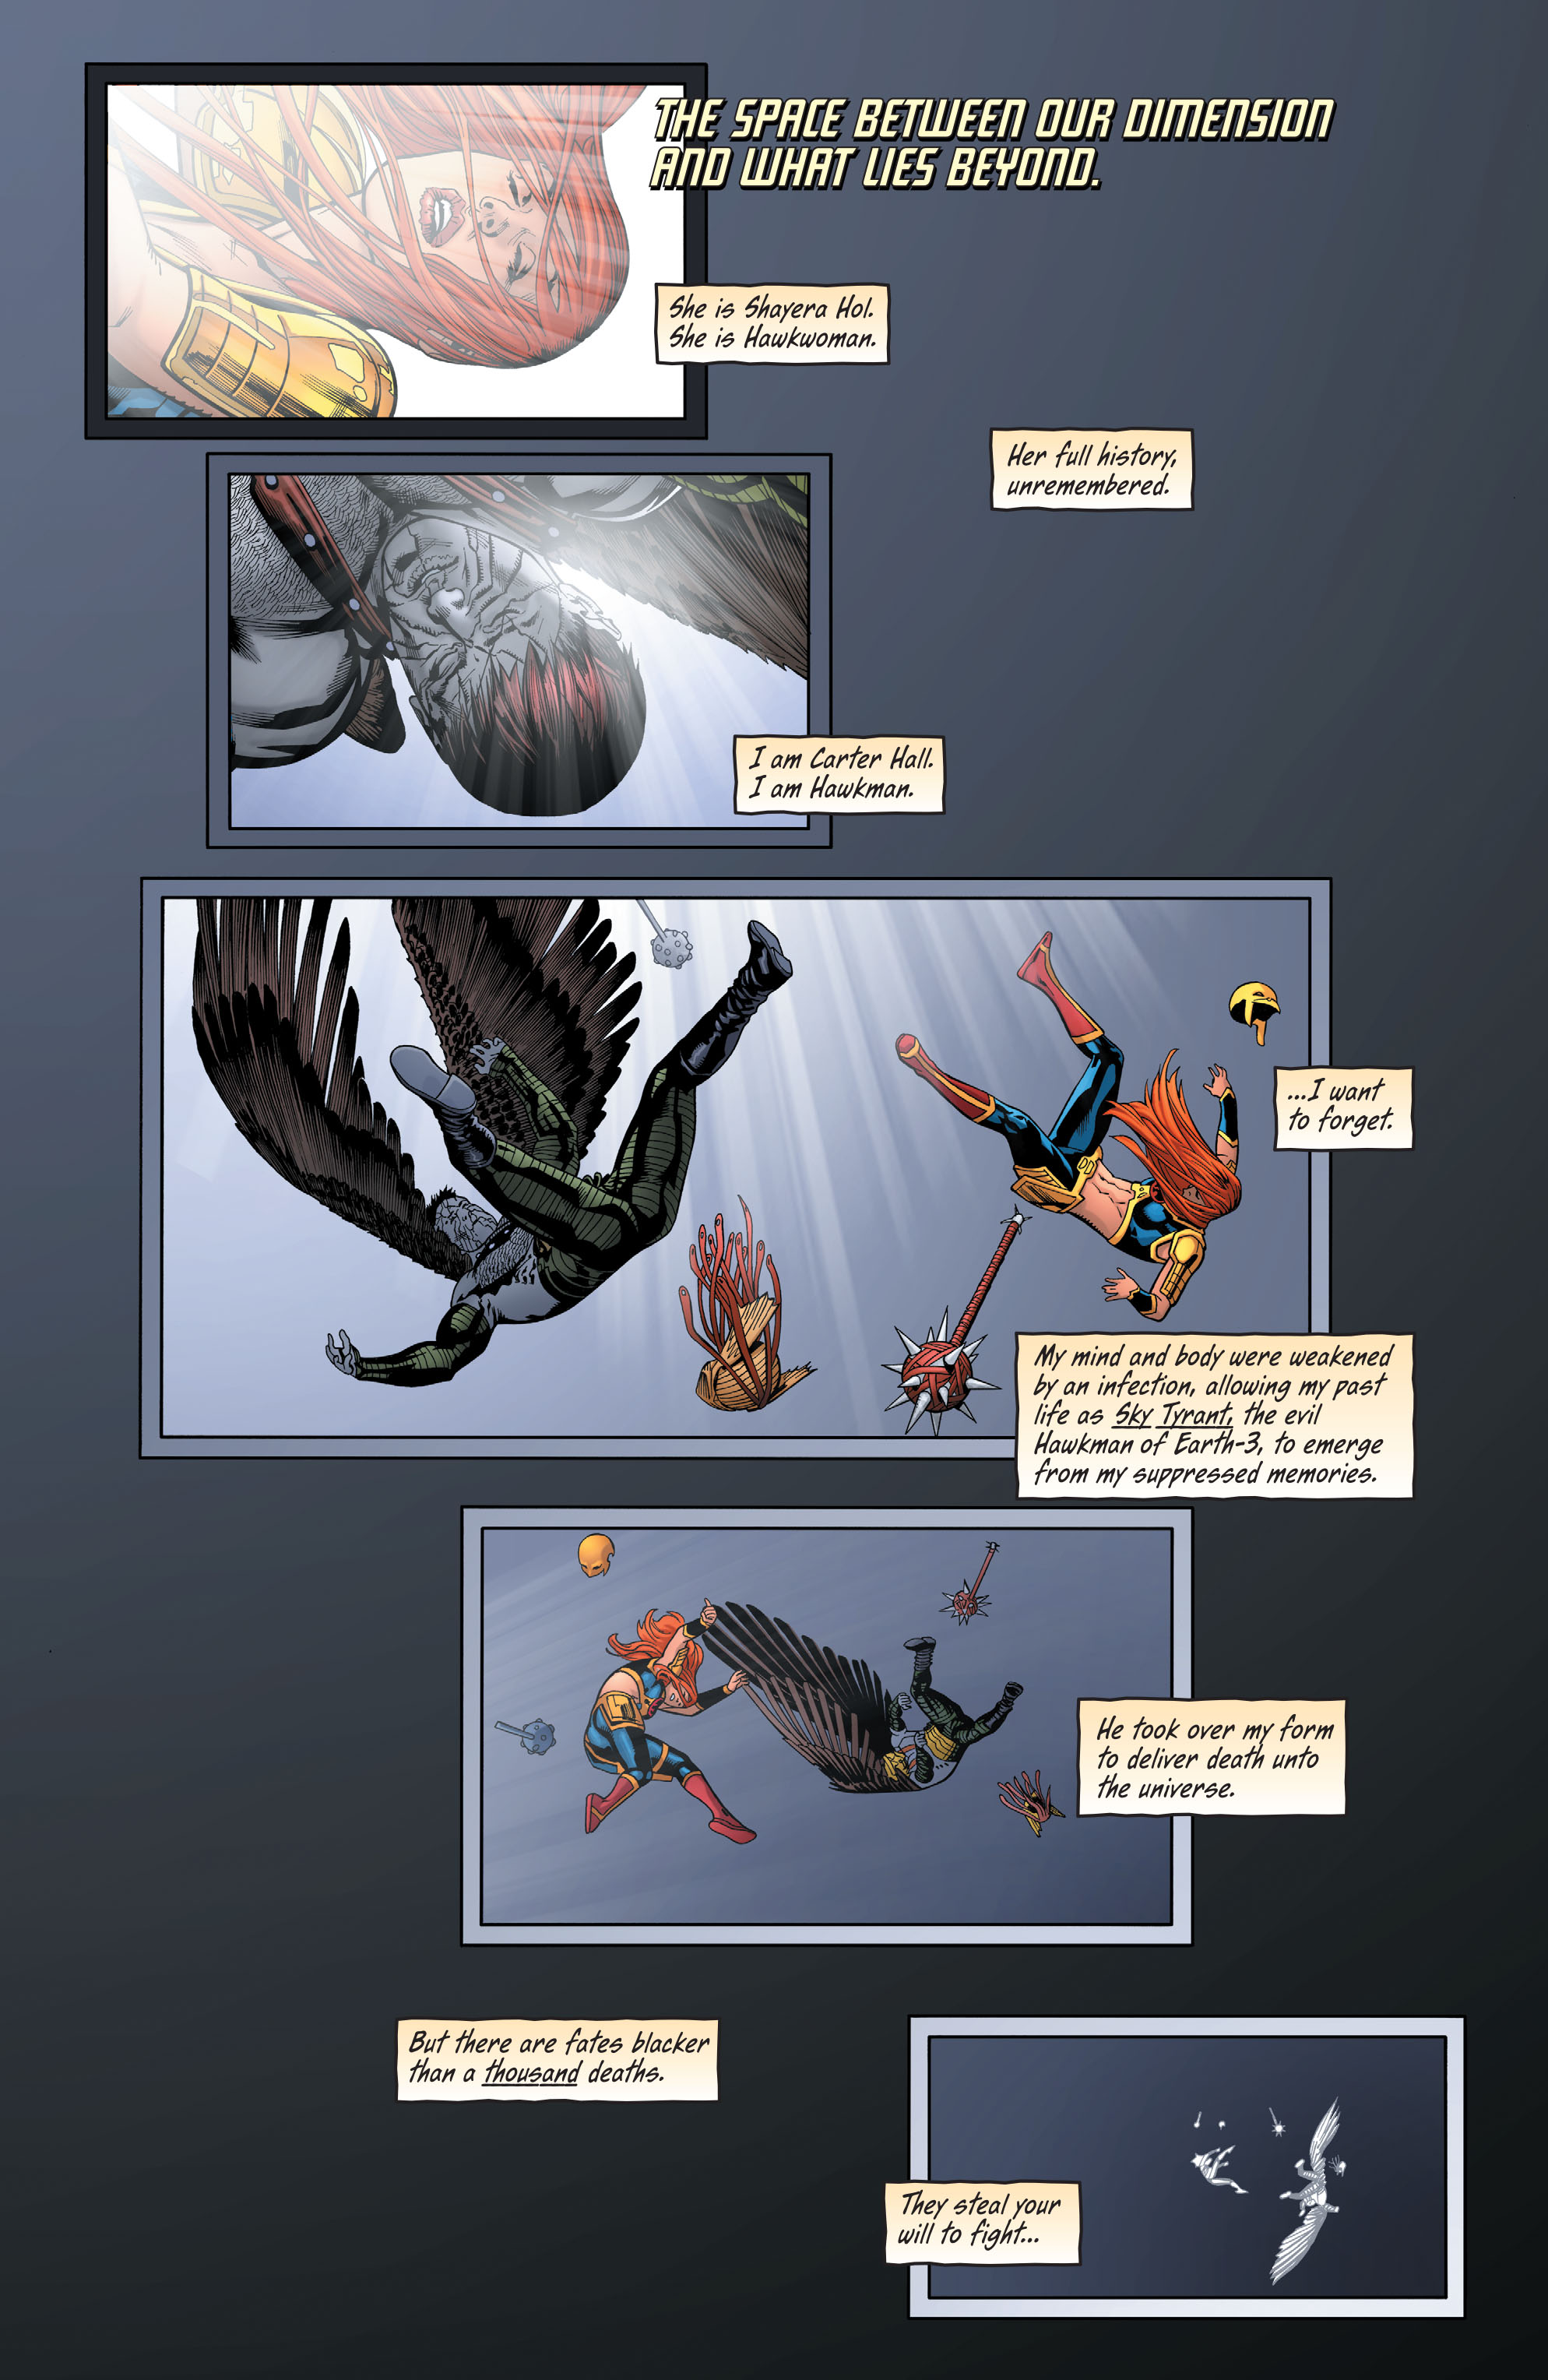 THE SPACE BETWEEN OUR DIMENSION
AND WHAT LIES BEYOND.
She is Shayera Hol.
She is Hawkwoman.
Her full history,
unremembered.
I am Carter Hall.
I am Hawkman.
...I want
to forget.
My mind and body were weakened
by an infection, allowing my past
life as Sky Tyrant, the evil
Hawkman of Earth-3, to emerge
from my suppressed memories.
He took over my form
to deliver death unto
the universe.
But there are fates blacker
than a thousand deaths.
They steal your
will to fight...